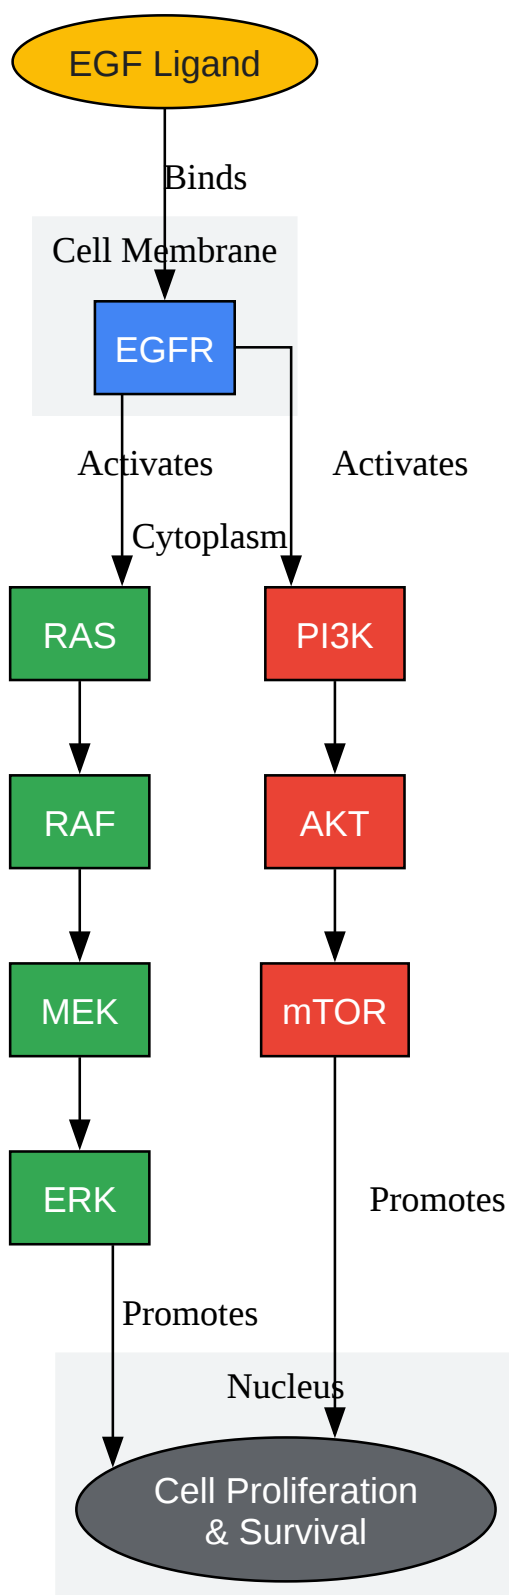 EGF Ligand
Binds
Cell Membrane
EGFR
Activates
Activates
Cytoplasm
RAS
PI3K
RAF
AKT
MEK
mTOR
ERK
Promotes
Promotes
Nucleus
Cell Proliferation
& Survival